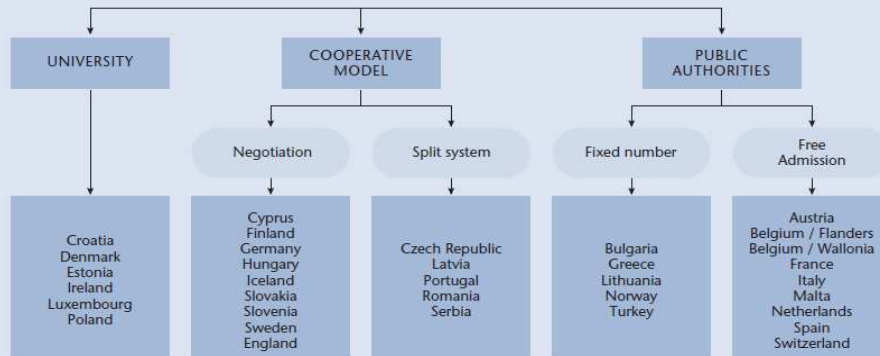 UNIVERSITY
COOPERATIVE
MODEL
PUBLIC
AUTHORITIES
Negotiation
Split system
Fixed number
Free
Admission
Croatia
Denmark
Estonia
Ireland
Luxembourg
Poland
Cyprus
Finland
Germany
Hungary
Iceland
Slovakia
Slovenia
Sweden
England
Czech Republic
Latvia
Portugal
Romania
Serbia
Bulgaria
Greece
Lithuania
Norway
Turkey
Austria
Belgium / Flanders
Belgium / Wallonia
France
Italy
Malta
Netherlands
Spain
Switzerland